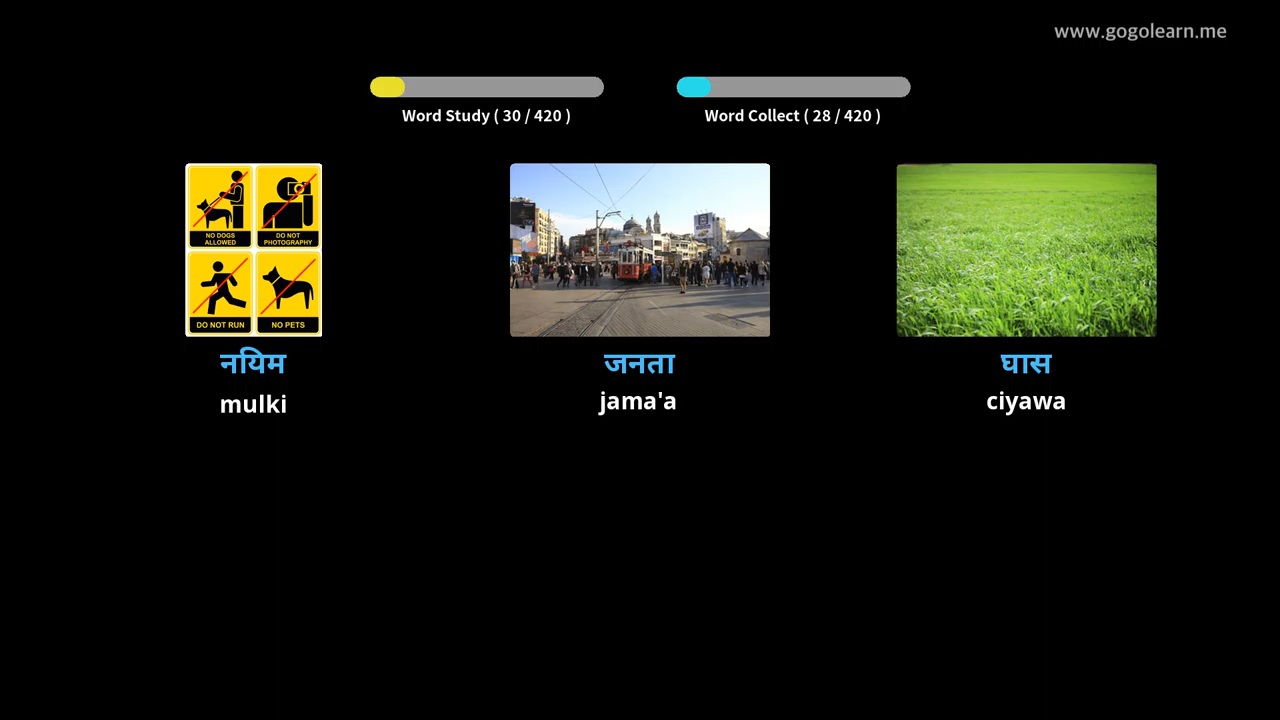 www.gogolearn.me
Word Study ( 30 / 420 )
Word Collect ( 28 / 420 )
NO DOGS ALLOWED
DO NOT PHOTOGRAPHY
DO NOT RUN
NO PETS
नयिम
जनता
घास
mulki
jama'a
ciyawa